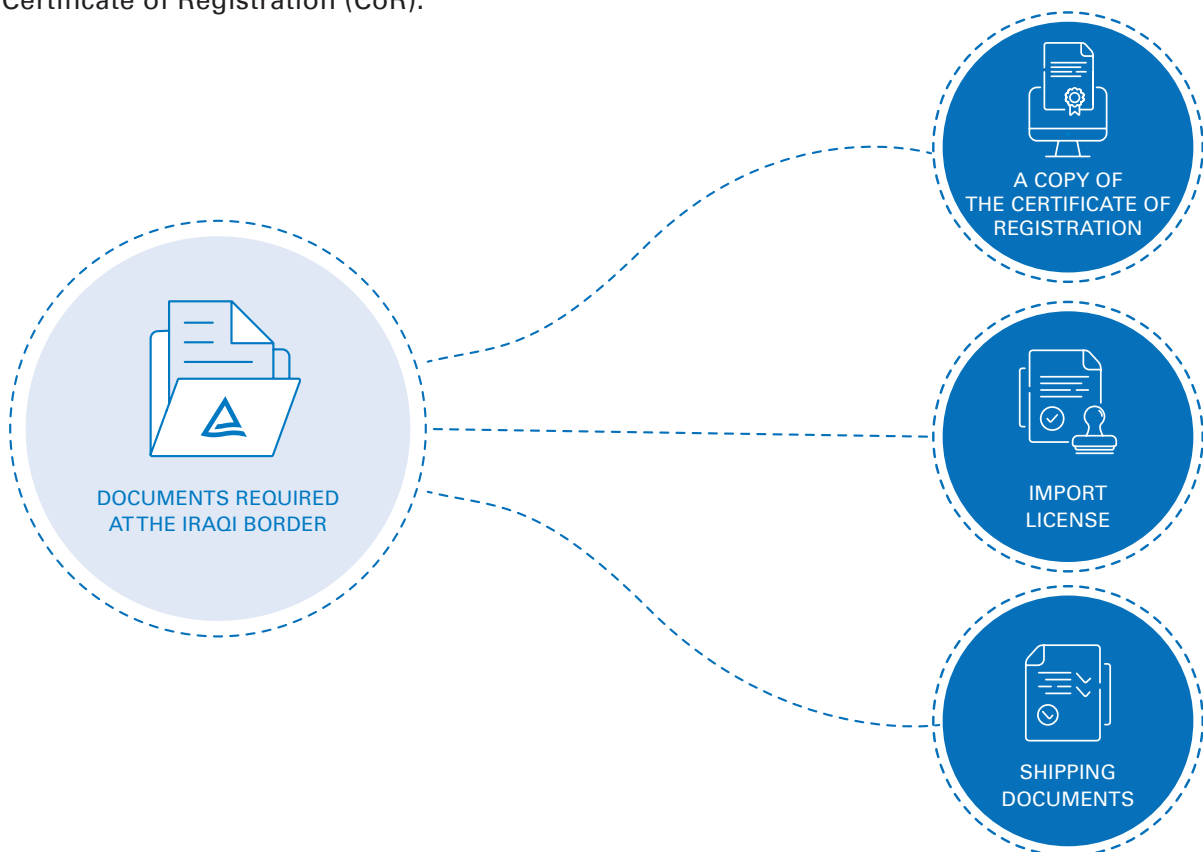 Certificate of Registration (CoR).
A COPY OF
THE CERTIFICATE OF
REGISTRATION
DOCUMENTS REQUIRED
AT THE IRAQI BORDER
IMPORT
LICENSE
SHIPPING
DOCUMENTS